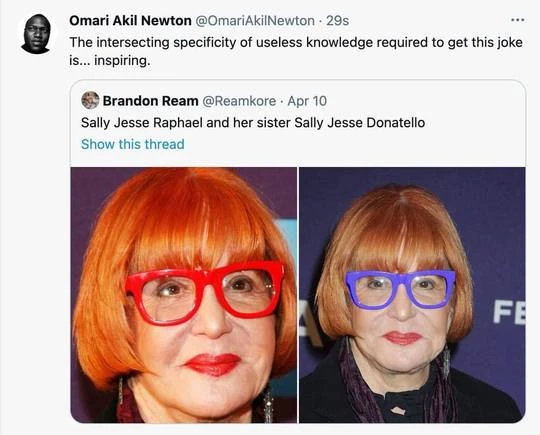 Omari Akil Newton @OmariAkilNewton · 29s
The intersecting specificity of useless knowledge required to get this joke
is... inspiring.
Brandon Ream @Reamkore · Apr 10
Sally Jesse Raphael and her sister Sally Jesse Donatello
Show this thread
FE